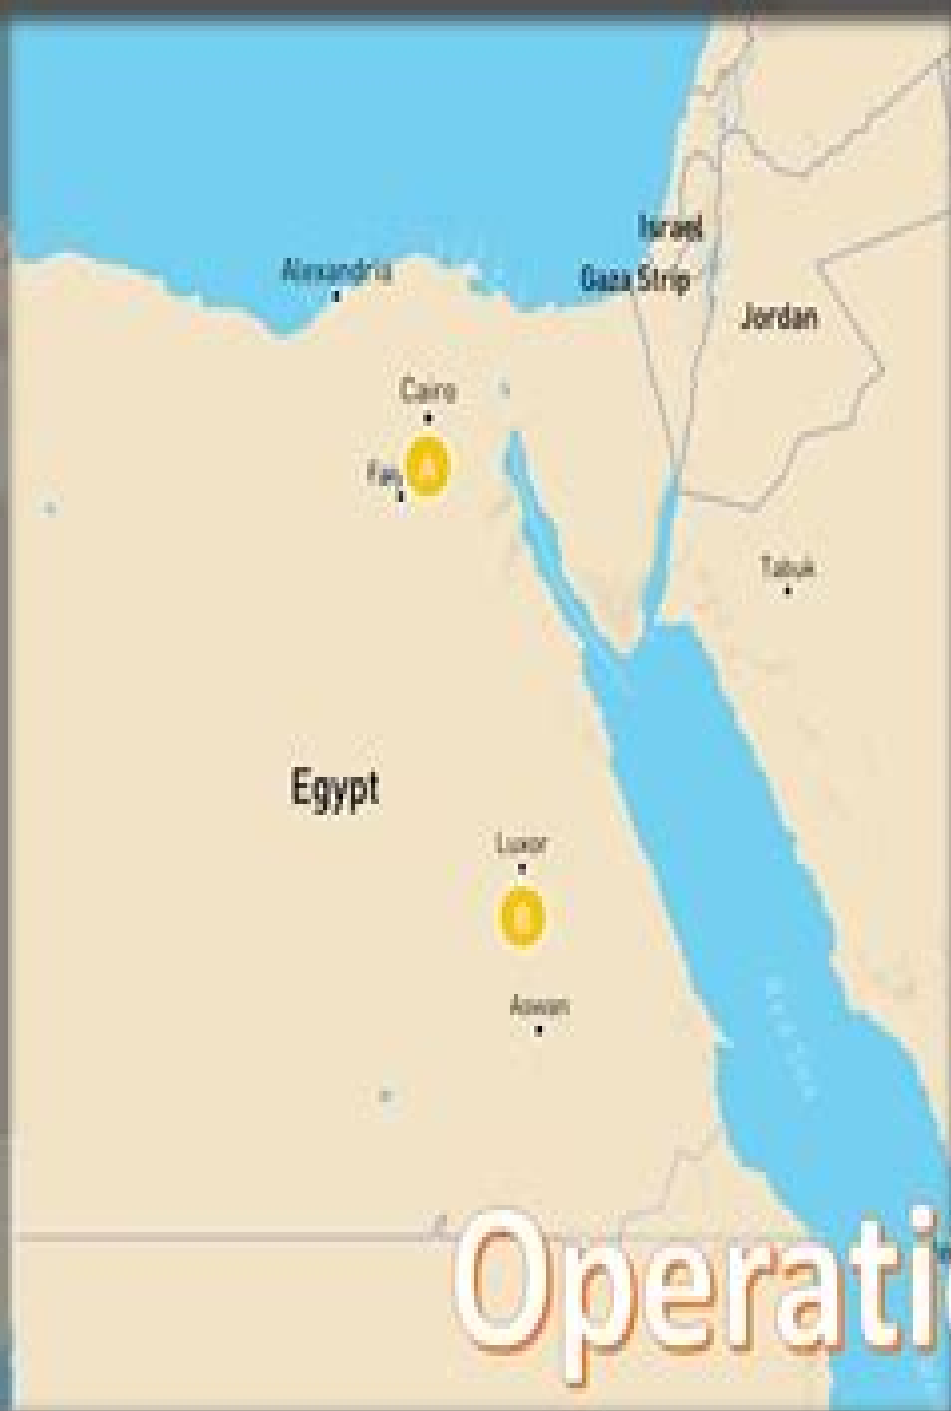 Israel
Alexandria
Gaza Strip
Jordan
Cairo
A
Tabuk
Egypt
Luxor
Aswan
Operati